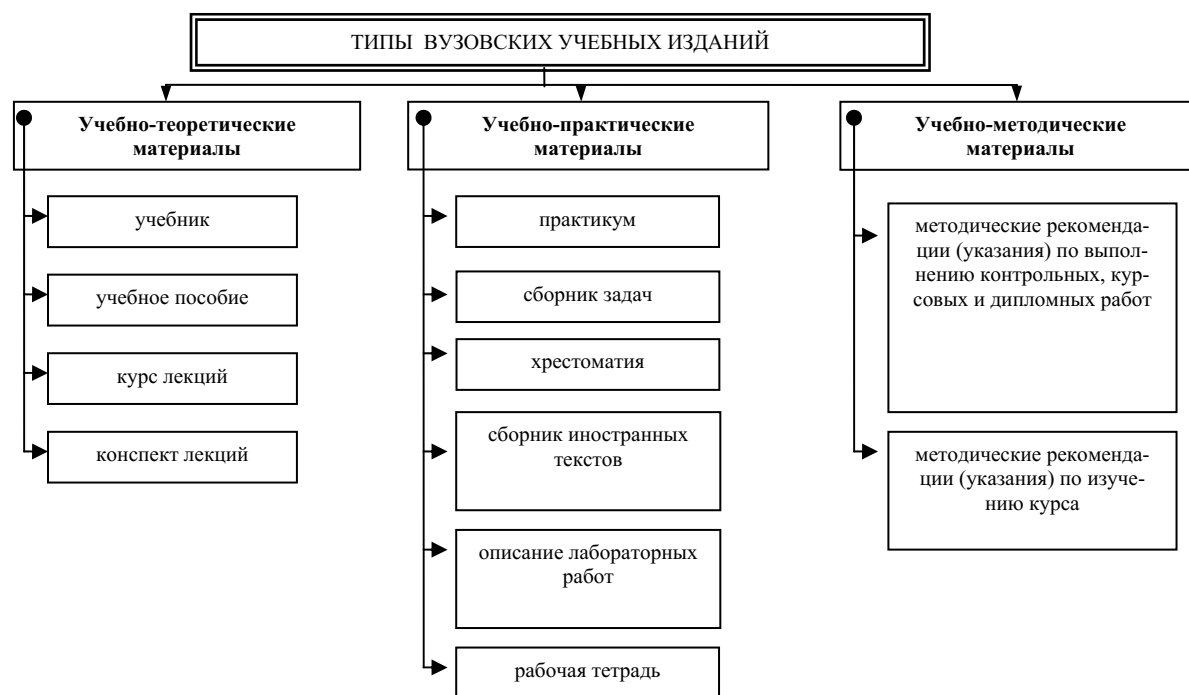 ТИПЫ ВУЗОВСКИХ УЧЕБНЫХ ИЗДАНИЙ
Учебно-теоретические
материалы
учебник
учебное пособие
курс лекций
конспект лекций
Учебно-практические
материалы
практикум
сборник задач
хрестоматия
сборник иностранных
текстов
описание лабораторных
работ
рабочая тетрадь
Учебно-методические
материалы
методические рекоменда-
ции (указания) по выпол-
нению контрольных, кур-
совых и дипломных работ
методические рекоменда-
ции (указания) по изуче-
нию курса